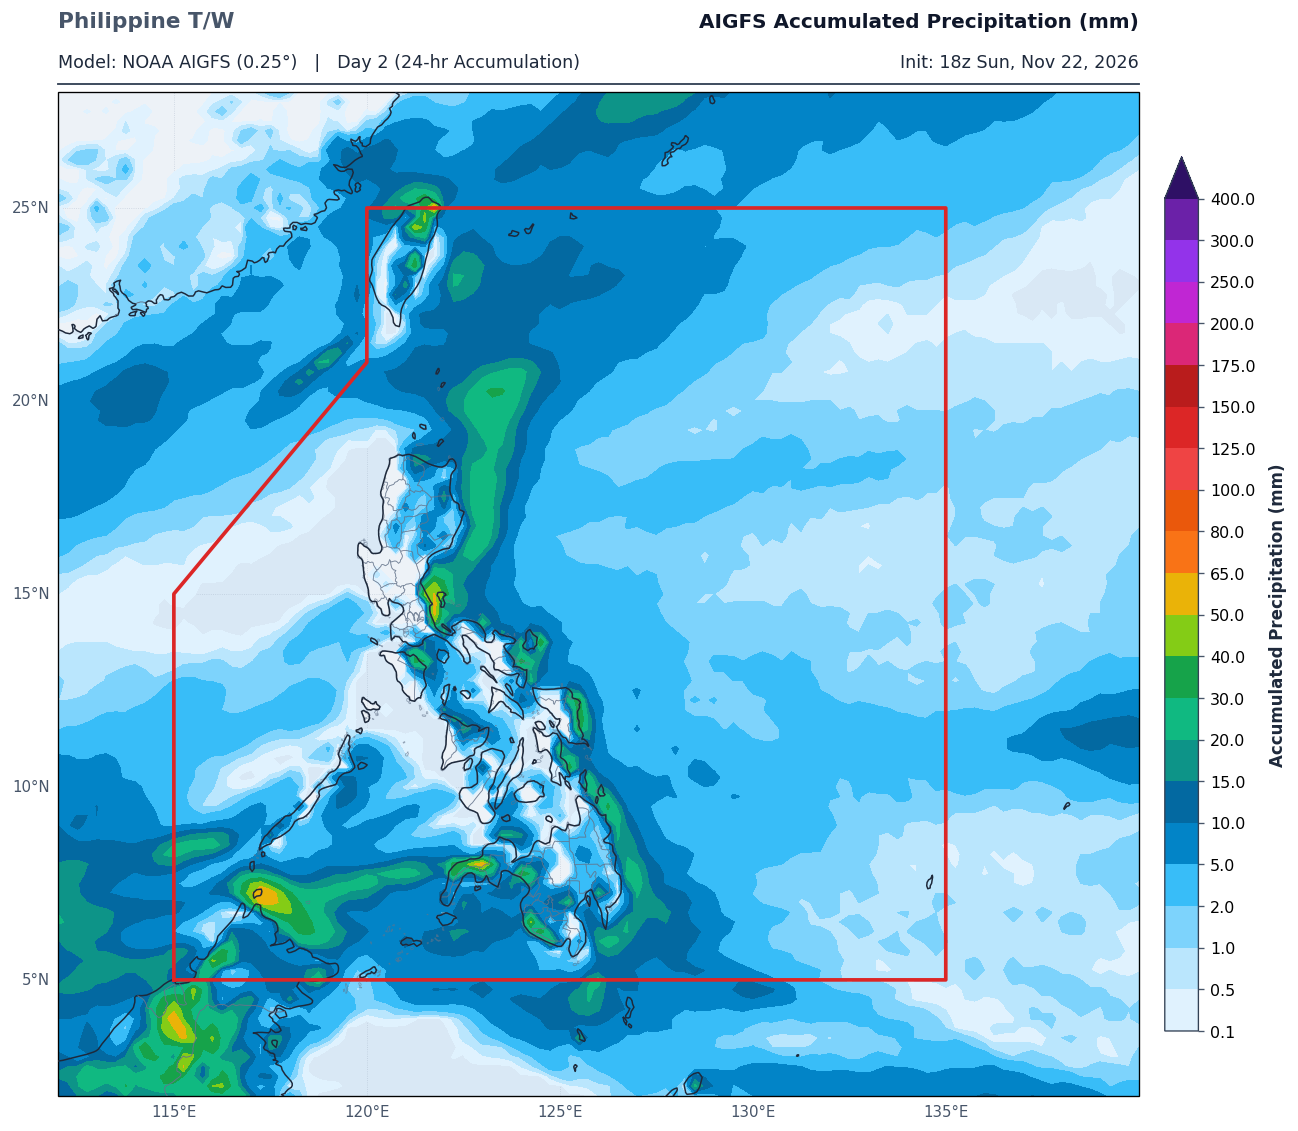 Philippine T/W
AIGFS Accumulated Precipitation (mm)
Model: NOAA AIGFS (0.25°)   |   Day 2 (24-hr Accumulation)
Init: 18z Sun, Nov 22, 2026
25°N
20°N
15°N
10°N
5°N
115°E
120°E
125°E
130°E
135°E
400.0
300.0
250.0
200.0
175.0
150.0
125.0
100.0
80.0
65.0
50.0
40.0
30.0
20.0
15.0
10.0
5.0
2.0
1.0
0.5
0.1
Accumulated Precipitation (mm)